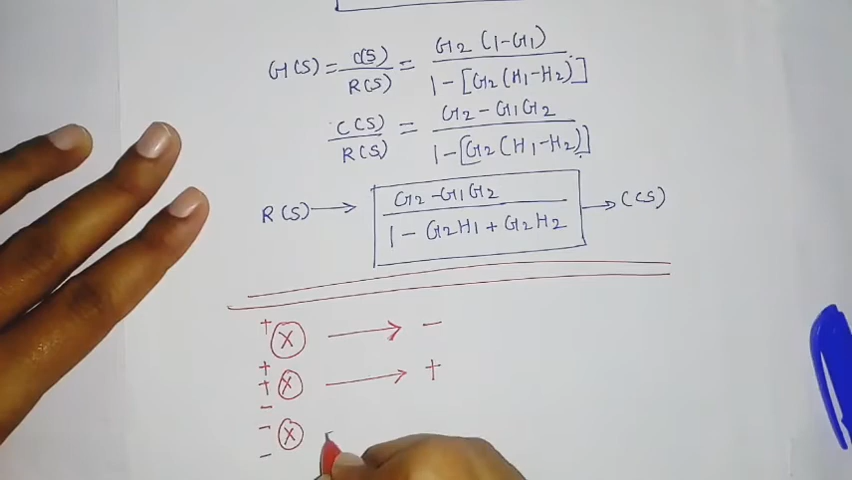 G(S) = C(S)/R(S) = G2 (1-G1) / 1-[G2(H1-H2)]
C(S)/R(S) = G2-G1G2 / 1-[G2(H1-H2)]
R(S) → G2-G1G2 / 1-G2H1+G2H2 → C(S)
+ X → -
+
+ X → +
-
- X
-